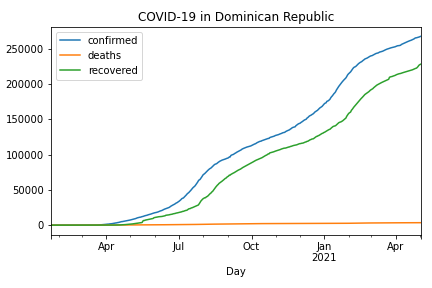 COVID-19 in Dominican Republic
confirmed
deaths
recovered
250000
200000
150000
100000
50000
0
Apr Jul Oct Jan Apr
2021
Day